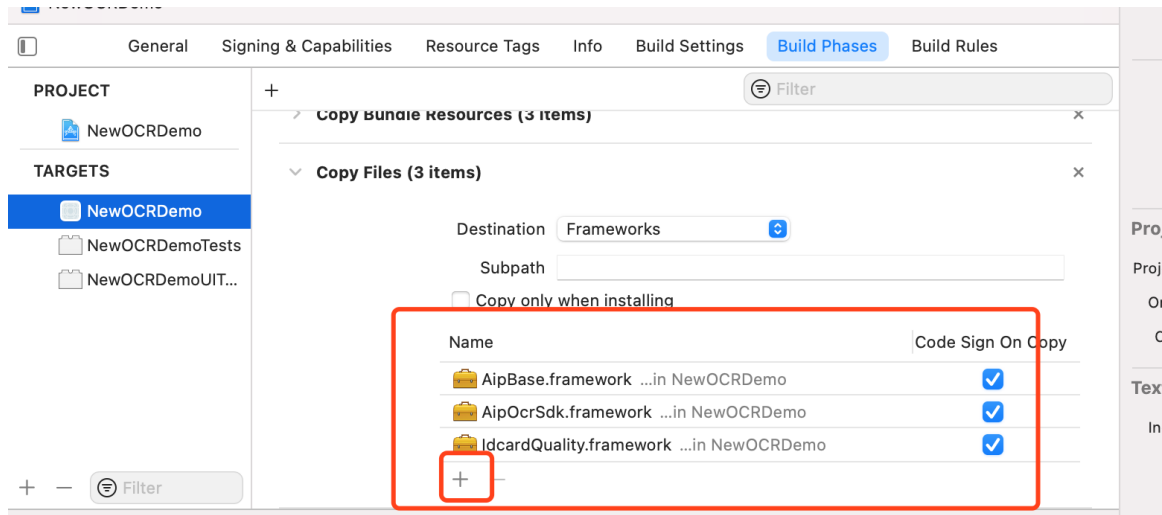 General Signing & Capabilities Resource Tags Info Build Settings Build Phases Build Rules
PROJECT
Filter
NewOCRDemo
Copy Bundle Resources (3 items)
TARGETS
Copy Files (3 items)
NewOCRDemo
NewOCRDemoTests
NewOCRDemoUIT...
Destination Frameworks
Subpath
Copy only when installing
Name Code Sign On Copy
AipBase.framework ...in NewOCRDemo
AipOcrSdk.framework ...in NewOCRDemo
IdcardQuality.framework ...in NewOCRDemo
Filter